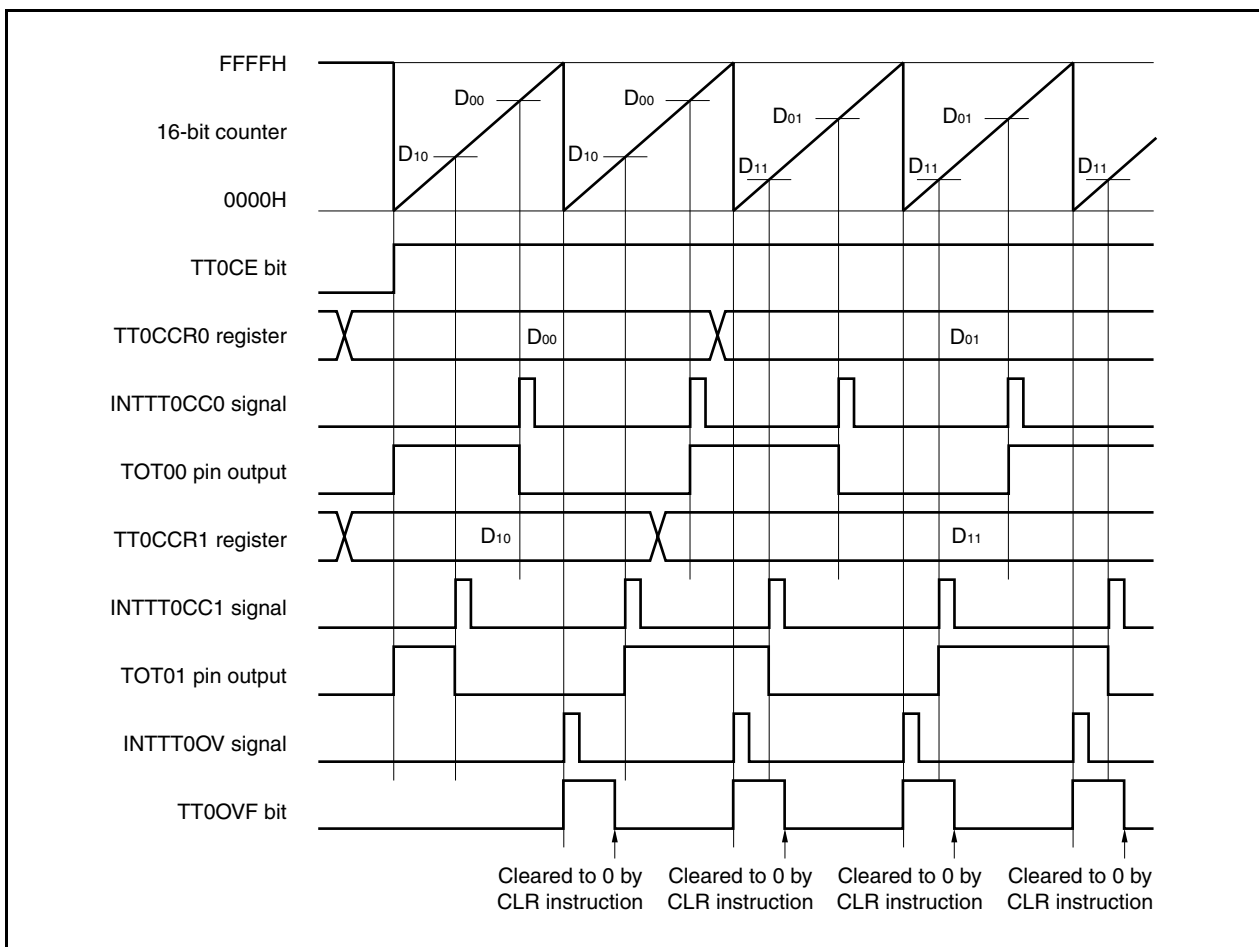 FFFFH
D00
D00
16-bit counter
D01
D01
D10
D10
D11
D11
D11
0000H
TT0CE bit
TT0CCR0 register
D00
D01
INTTT0CC0 signal
TOT00 pin output
TT0CCR1 register
D10
D11
INTTT0CC1 signal
TOT01 pin output
INTTT0OV signal
TT0OVF bit
Cleared to 0 by
CLR instruction
Cleared to 0 by
CLR instruction
Cleared to 0 by
CLR instruction
Cleared to 0 by
CLR instruction